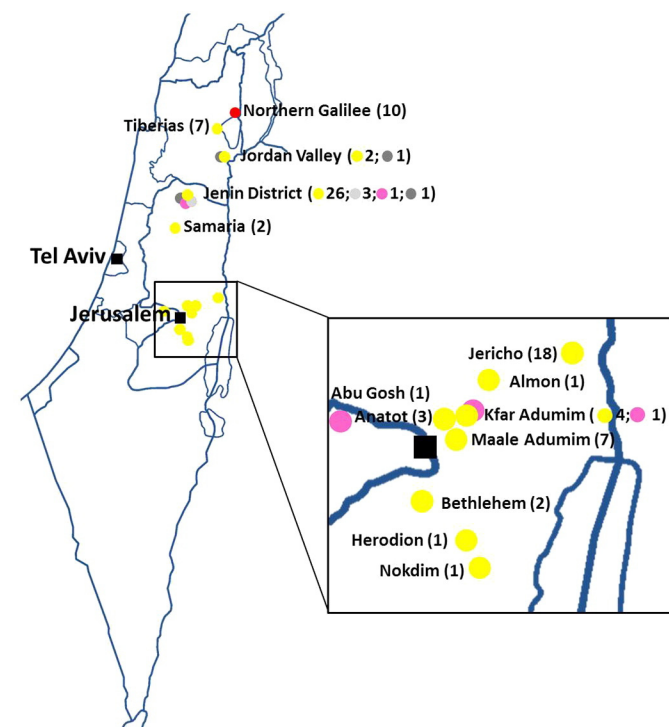 Northern Galilee (10)
Tiberias (7)
Jordan Valley ( 2; 1)
Jenin District ( 26; 3; 1; 1)
Samaria (2)
Tel Aviv
Jerusalem
Jericho (18)
Almon (1)
Abu Gosh (1)
Anatot (3)
Kfar Adumim ( 4; 1)
Maale Adumim (7)
Bethlehem (2)
Herodion (1)
Nokdim (1)